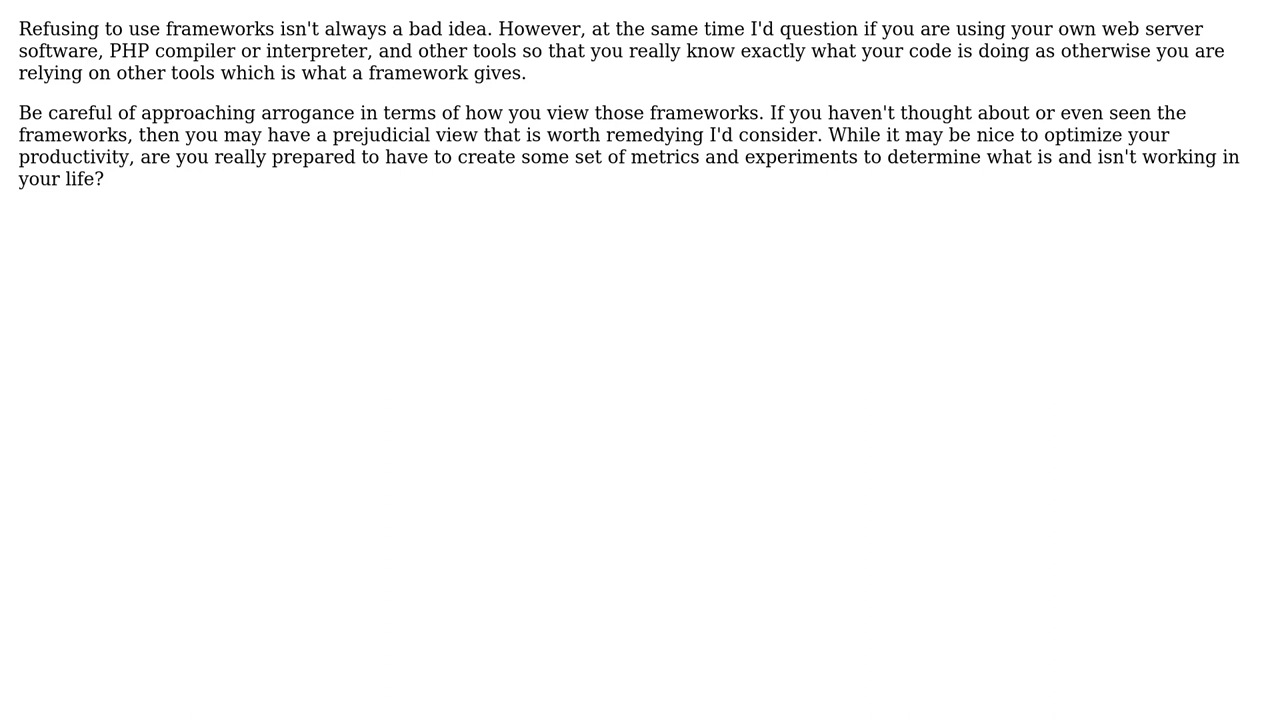 Refusing to use frameworks isn't always a bad idea. However, at the same time I'd question if you are using your own web server
software, PHP compiler or interpreter, and other tools so that you really know exactly what your code is doing as otherwise you are
relying on other tools which is what a framework gives.
Be careful of approaching arrogance in terms of how you view those frameworks. If you haven't thought about or even seen the
frameworks, then you may have a prejudicial view that is worth remedying I'd consider. While it may be nice to optimize your
productivity, are you really prepared to have to create some set of metrics and experiments to determine what is and isn't working in
your life?